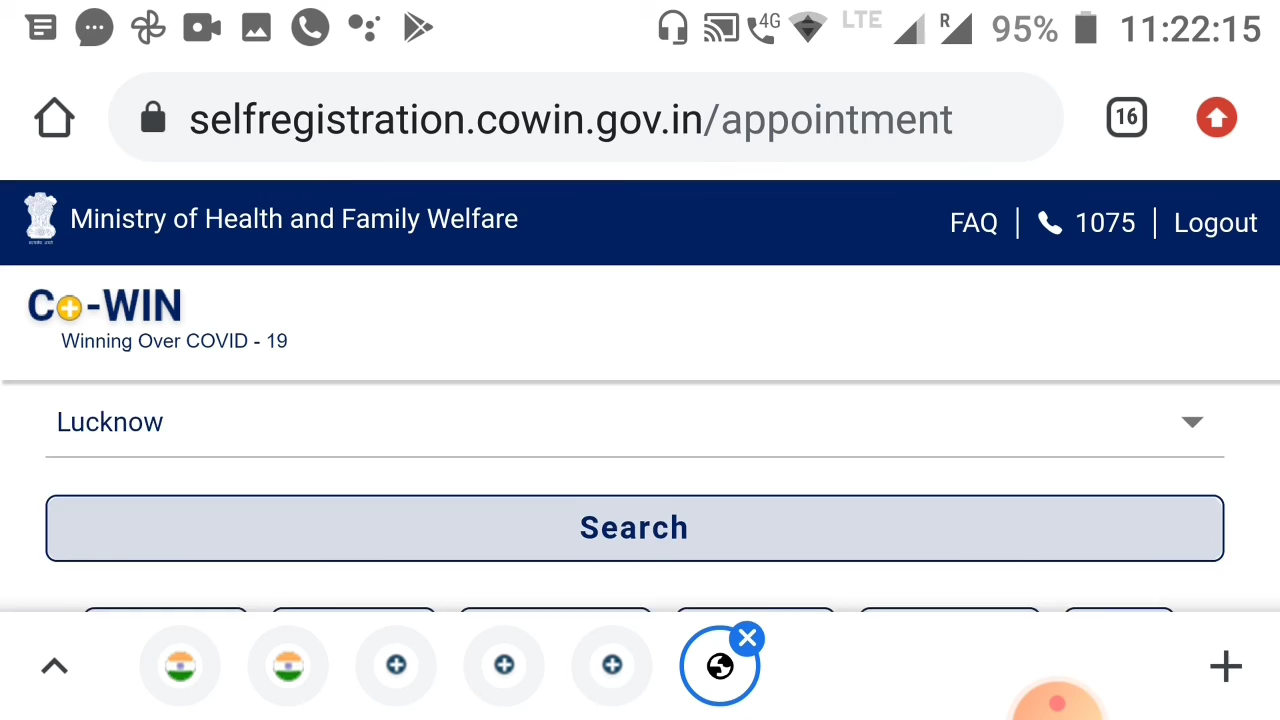 4G LTE R 95% 11:22:15
selfregistration.cowin.gov.in/appointment 16
Ministry of Health and Family Welfare FAQ | 1075 | Logout
Co-WIN
Winning Over COVID - 19
Lucknow
Search